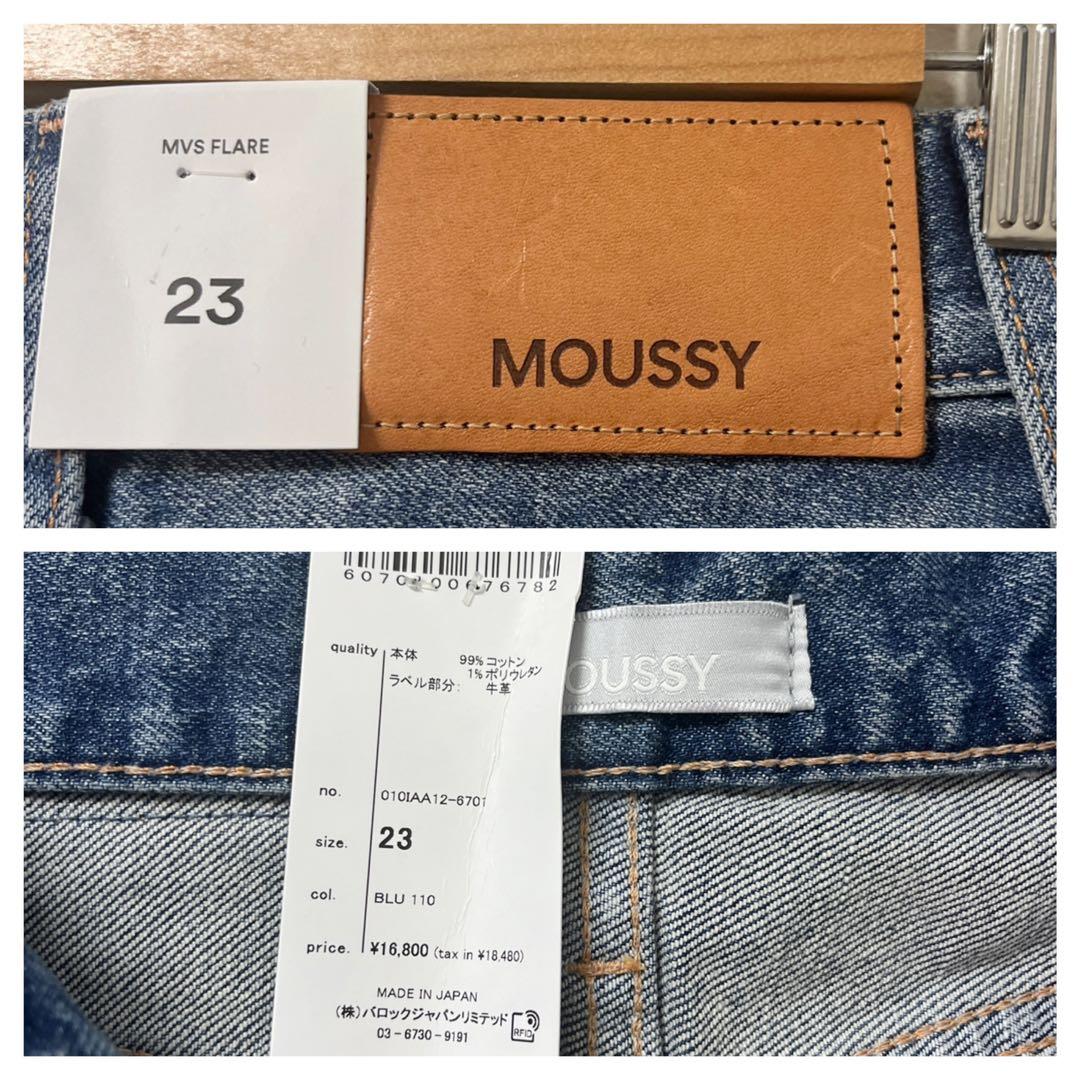 MVS FLARE
23
MOUSSY
quality 本体 99% コットン
1% ポリウレタン
ラベル部分: 牛革
OUSSY
no. 010IAA12-6701
size. 23
col. BLU 110
price. ¥16,800 (tax in ¥18,480)
MADE IN JAPAN
(株)バロックジャパンリミテッド
03-6730-9191
RFID